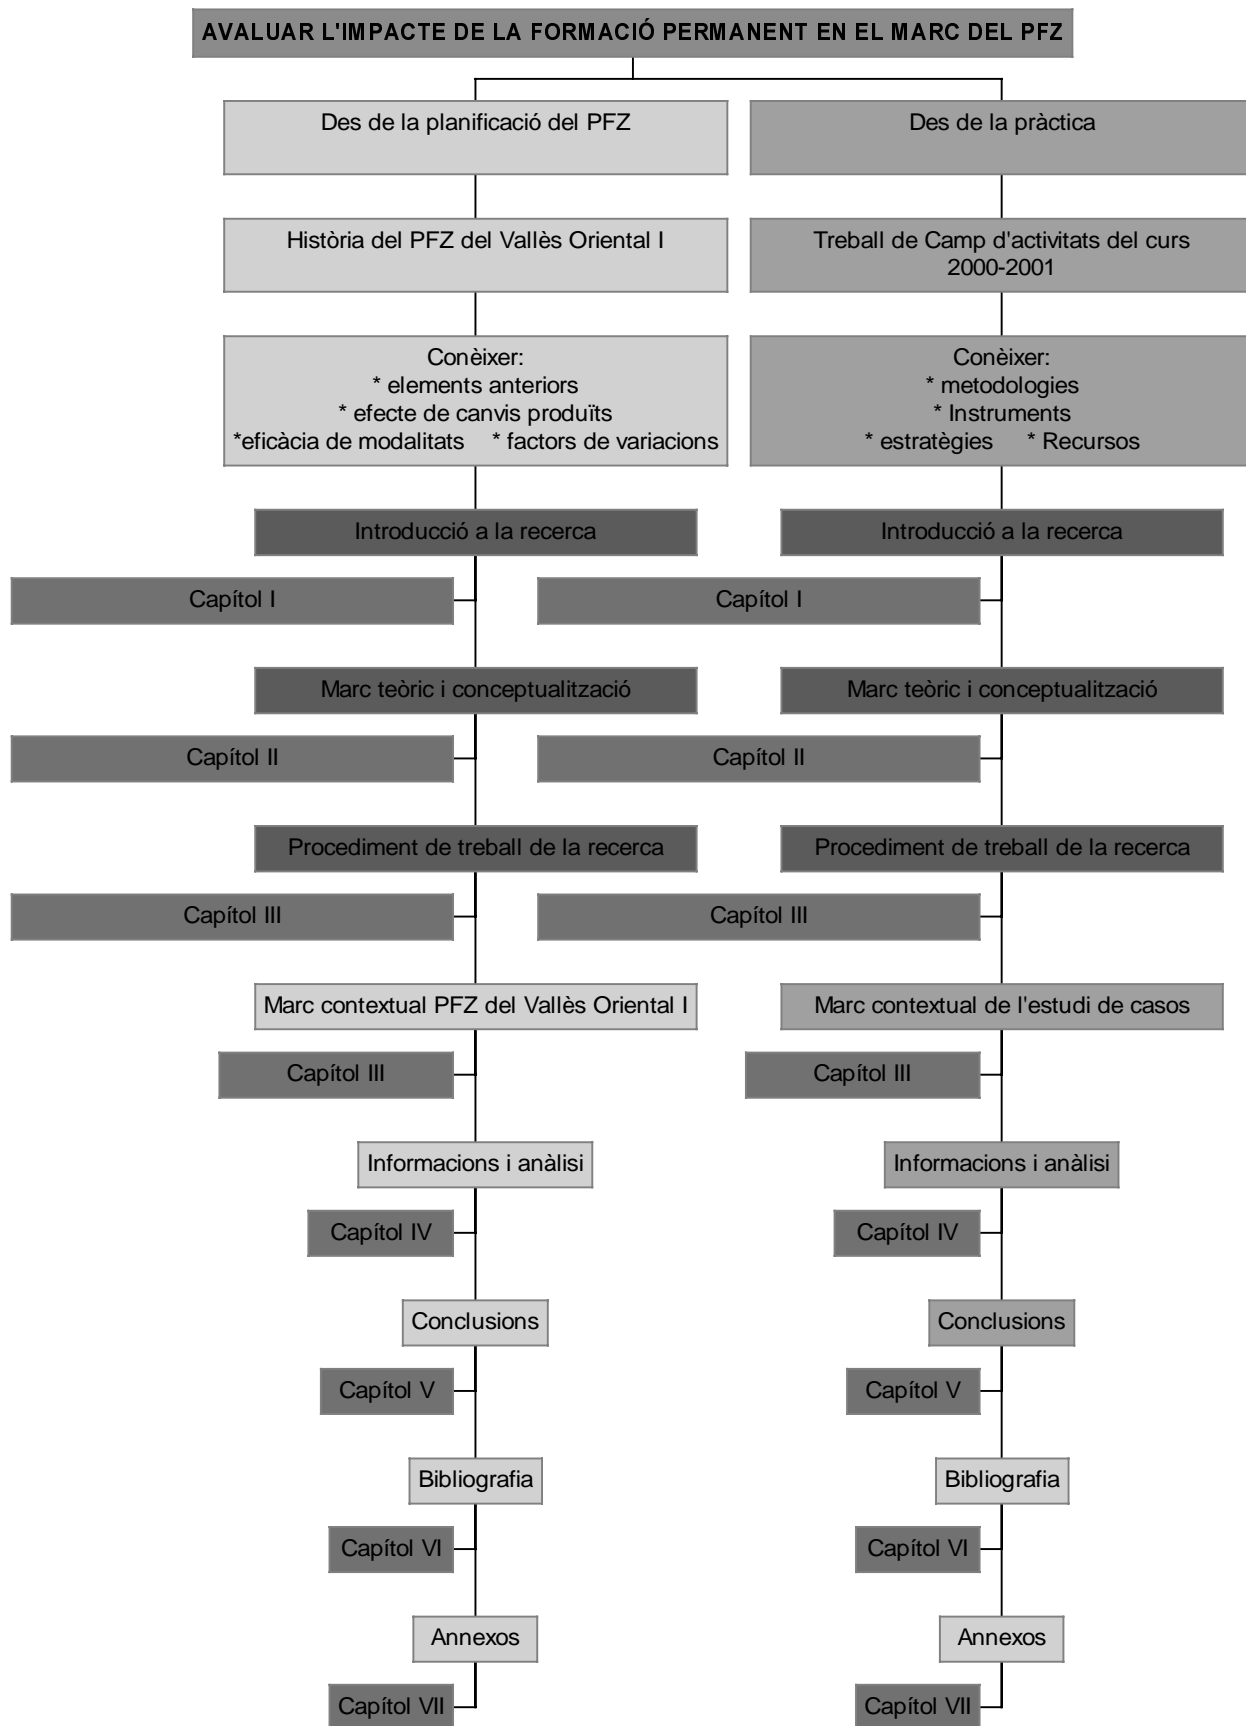 AVALUAR L'IMPACTE DE LA FORMACIÓ PERMANENT EN EL MARC DEL PFZ
Des de la planificació del PFZ
Història del PFZ del Vallès Oriental I
Conèixer:
* elements anteriors
* efecte de canvis produïts
*eficàcia de modalitats * factors de variacions
Introducció a la recerca
Capítol I
Marc teòric i conceptualització
Capítol II
Procediment de treball de la recerca
Capítol III
Marc contextual PFZ del Vallès Oriental I
Capítol III
Informacions i anàlisi
Capítol IV
Conclusions
Capítol V
Bibliografia
Capítol VI
Annexos
Capítol VII
Des de la pràctica
Treball de Camp d'activitats del curs
2000-2001
Conèixer:
* metodologies
* Instruments
* estratègies * Recursos
Introducció a la recerca
Capítol I
Marc teòric i conceptualització
Capítol II
Procediment de treball de la recerca
Capítol III
Marc contextual de l'estudi de casos
Capítol III
Informacions i anàlisi
Capítol IV
Conclusions
Capítol V
Bibliografia
Capítol VI
Annexos
Capítol VII